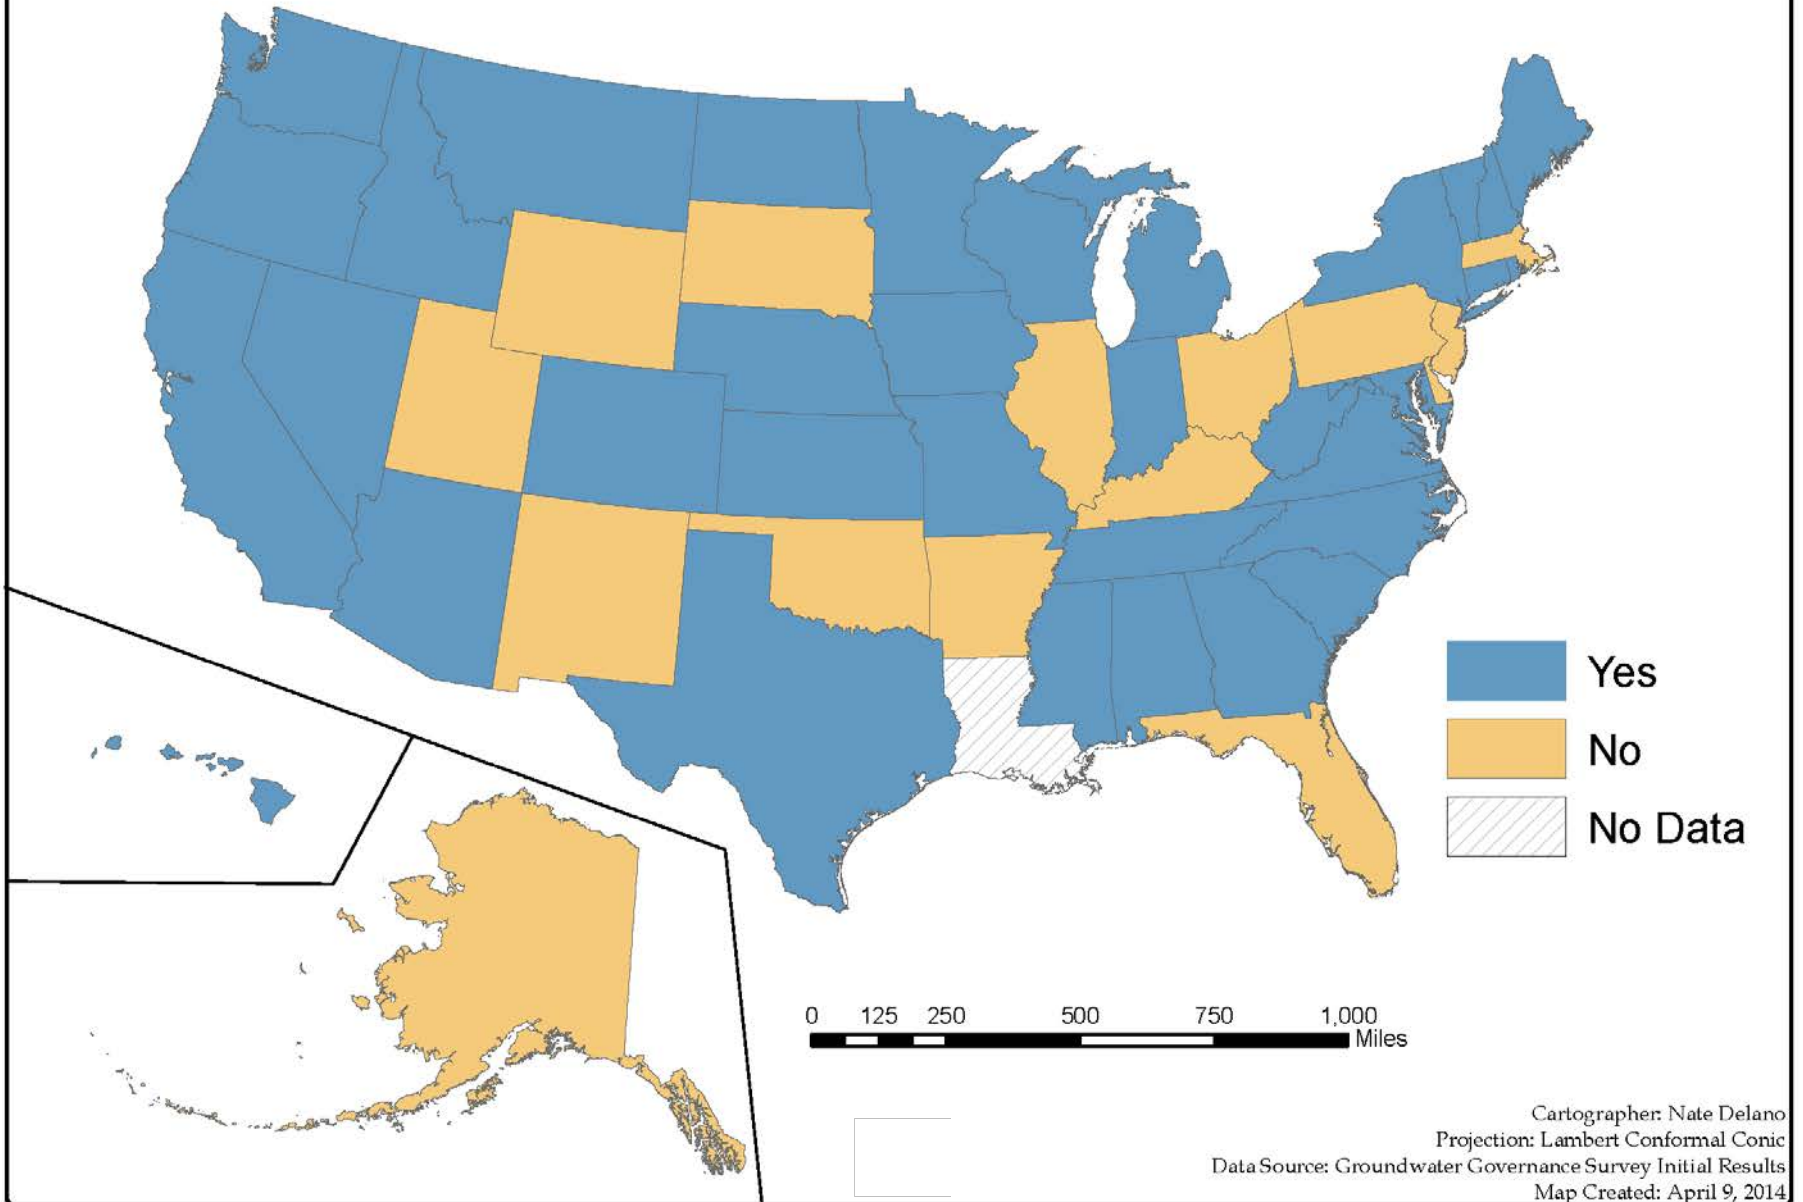 Yes
No
No Data
0 125 250 500 750 1,000
Miles
Cartographer: Nate Delano
Projection: Lambert Conformal Conic
Data Source: Groundwater Governance Survey Initial Results
Map Created: April 9, 2014